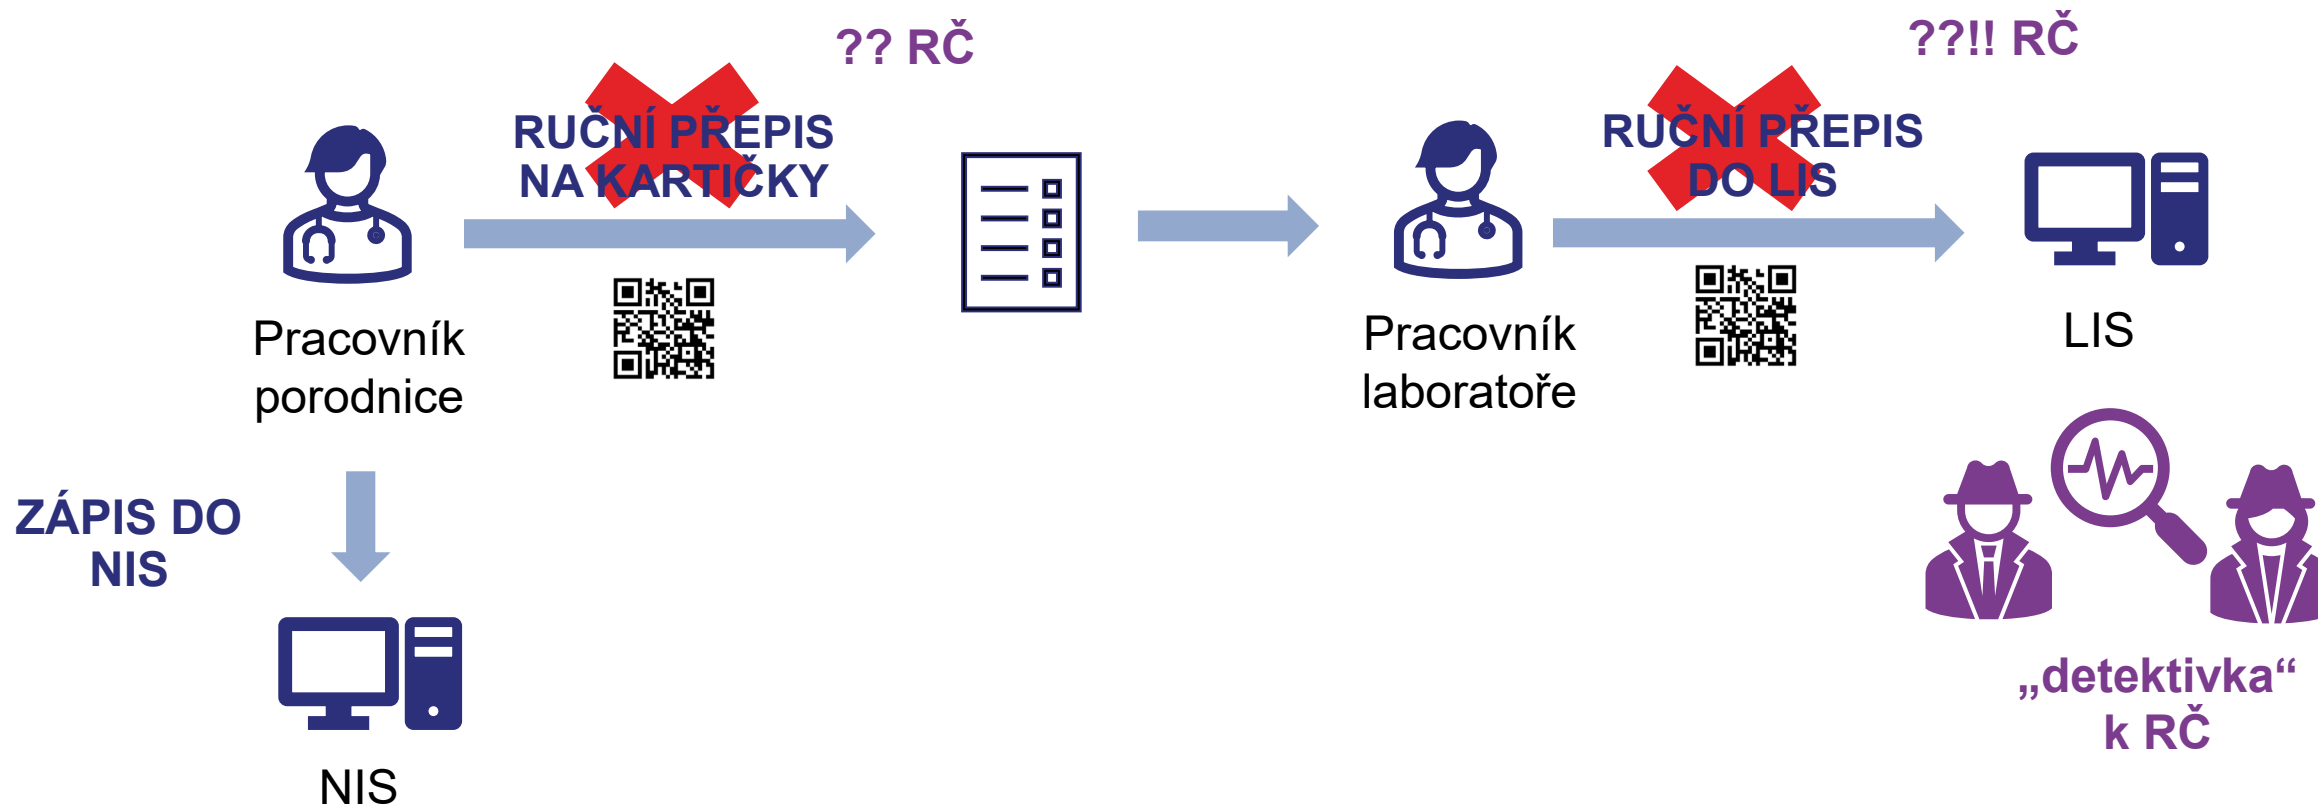 ?? RČ
??!! RČ
RUČNÍ PŘEPIS
NA KARTIČKY
RUČNÍ PŘEPIS
DO LIS
Pracovník
porodnice
Pracovník
laboratoře
LIS
ZÁPIS DO
NIS
NIS
„detektivka“
k RČ